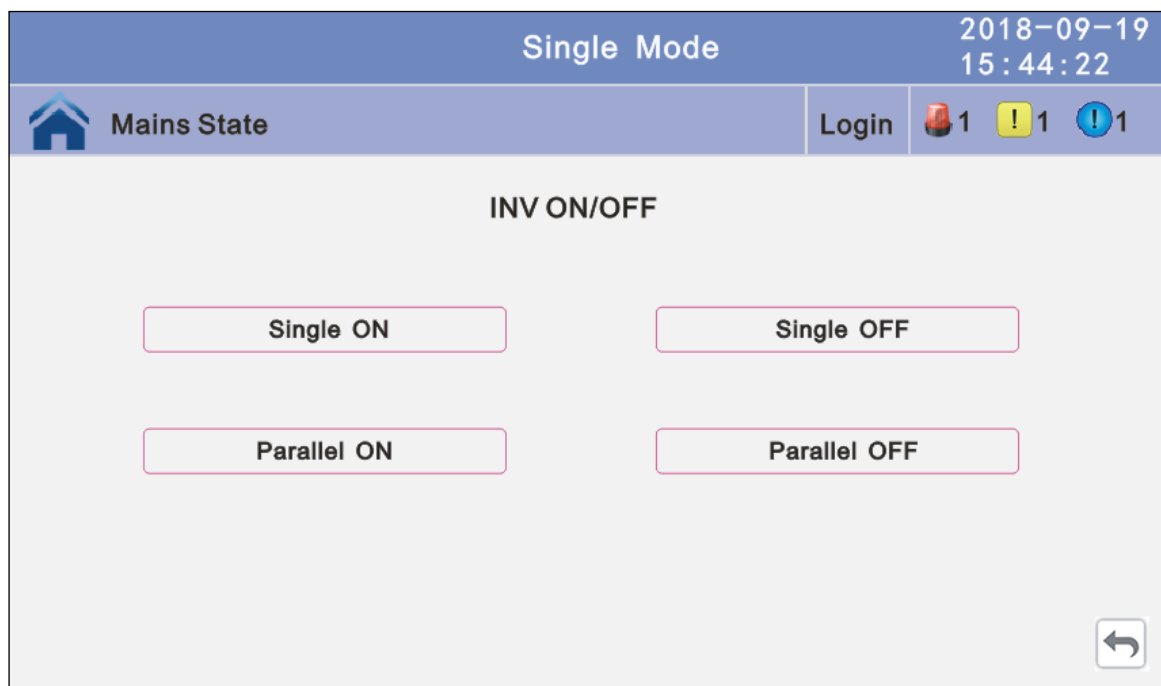 Single Mode
2018-09-19
15:44:22
Mains State
Login
1
! 1
! 1
INV ON/OFF
Single ON
Single OFF
Parallel ON
Parallel OFF